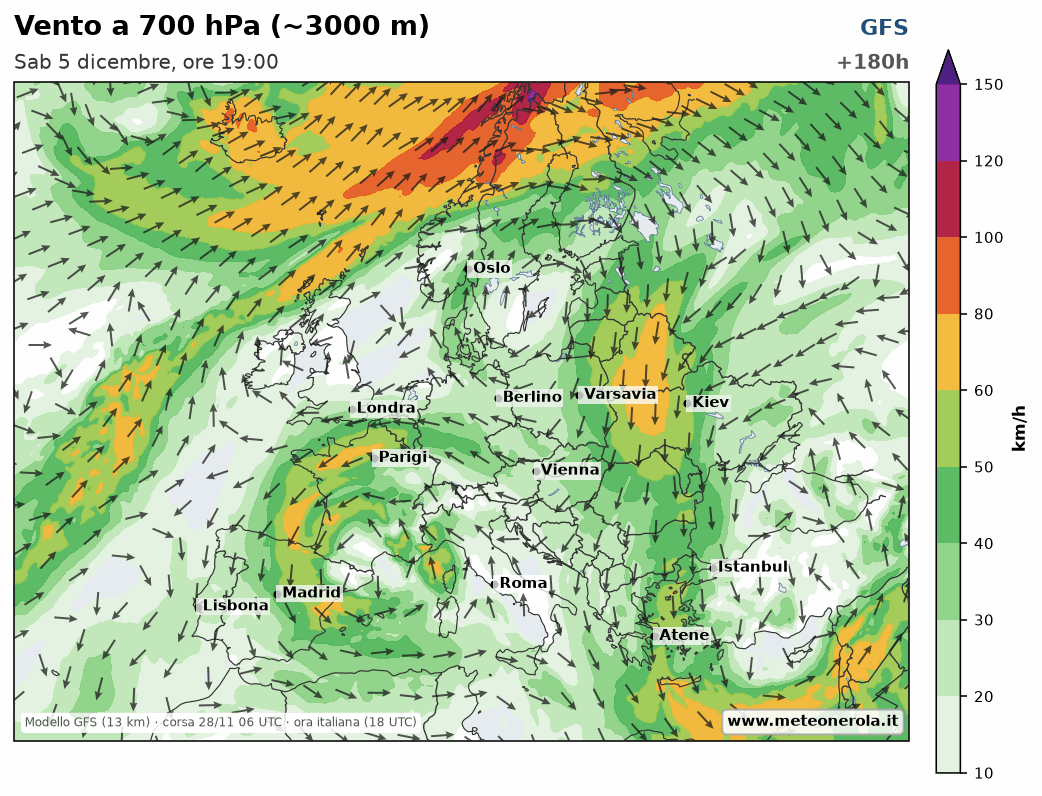 Vento a 700 hPa (~3000 m)
GFS
Sab 5 dicembre, ore 19:00
+180h
150
120
100
80
60
50
40
30
20
10
km/h
Oslo
Berlino
Varsavia
Kiev
Londra
Parigi
Vienna
Istanbul
Roma
Madrid
Lisbona
Atene
Modello GFS (13 km) · corsa 28/11 06 UTC · ora italiana (18 UTC)
www.meteonerola.it